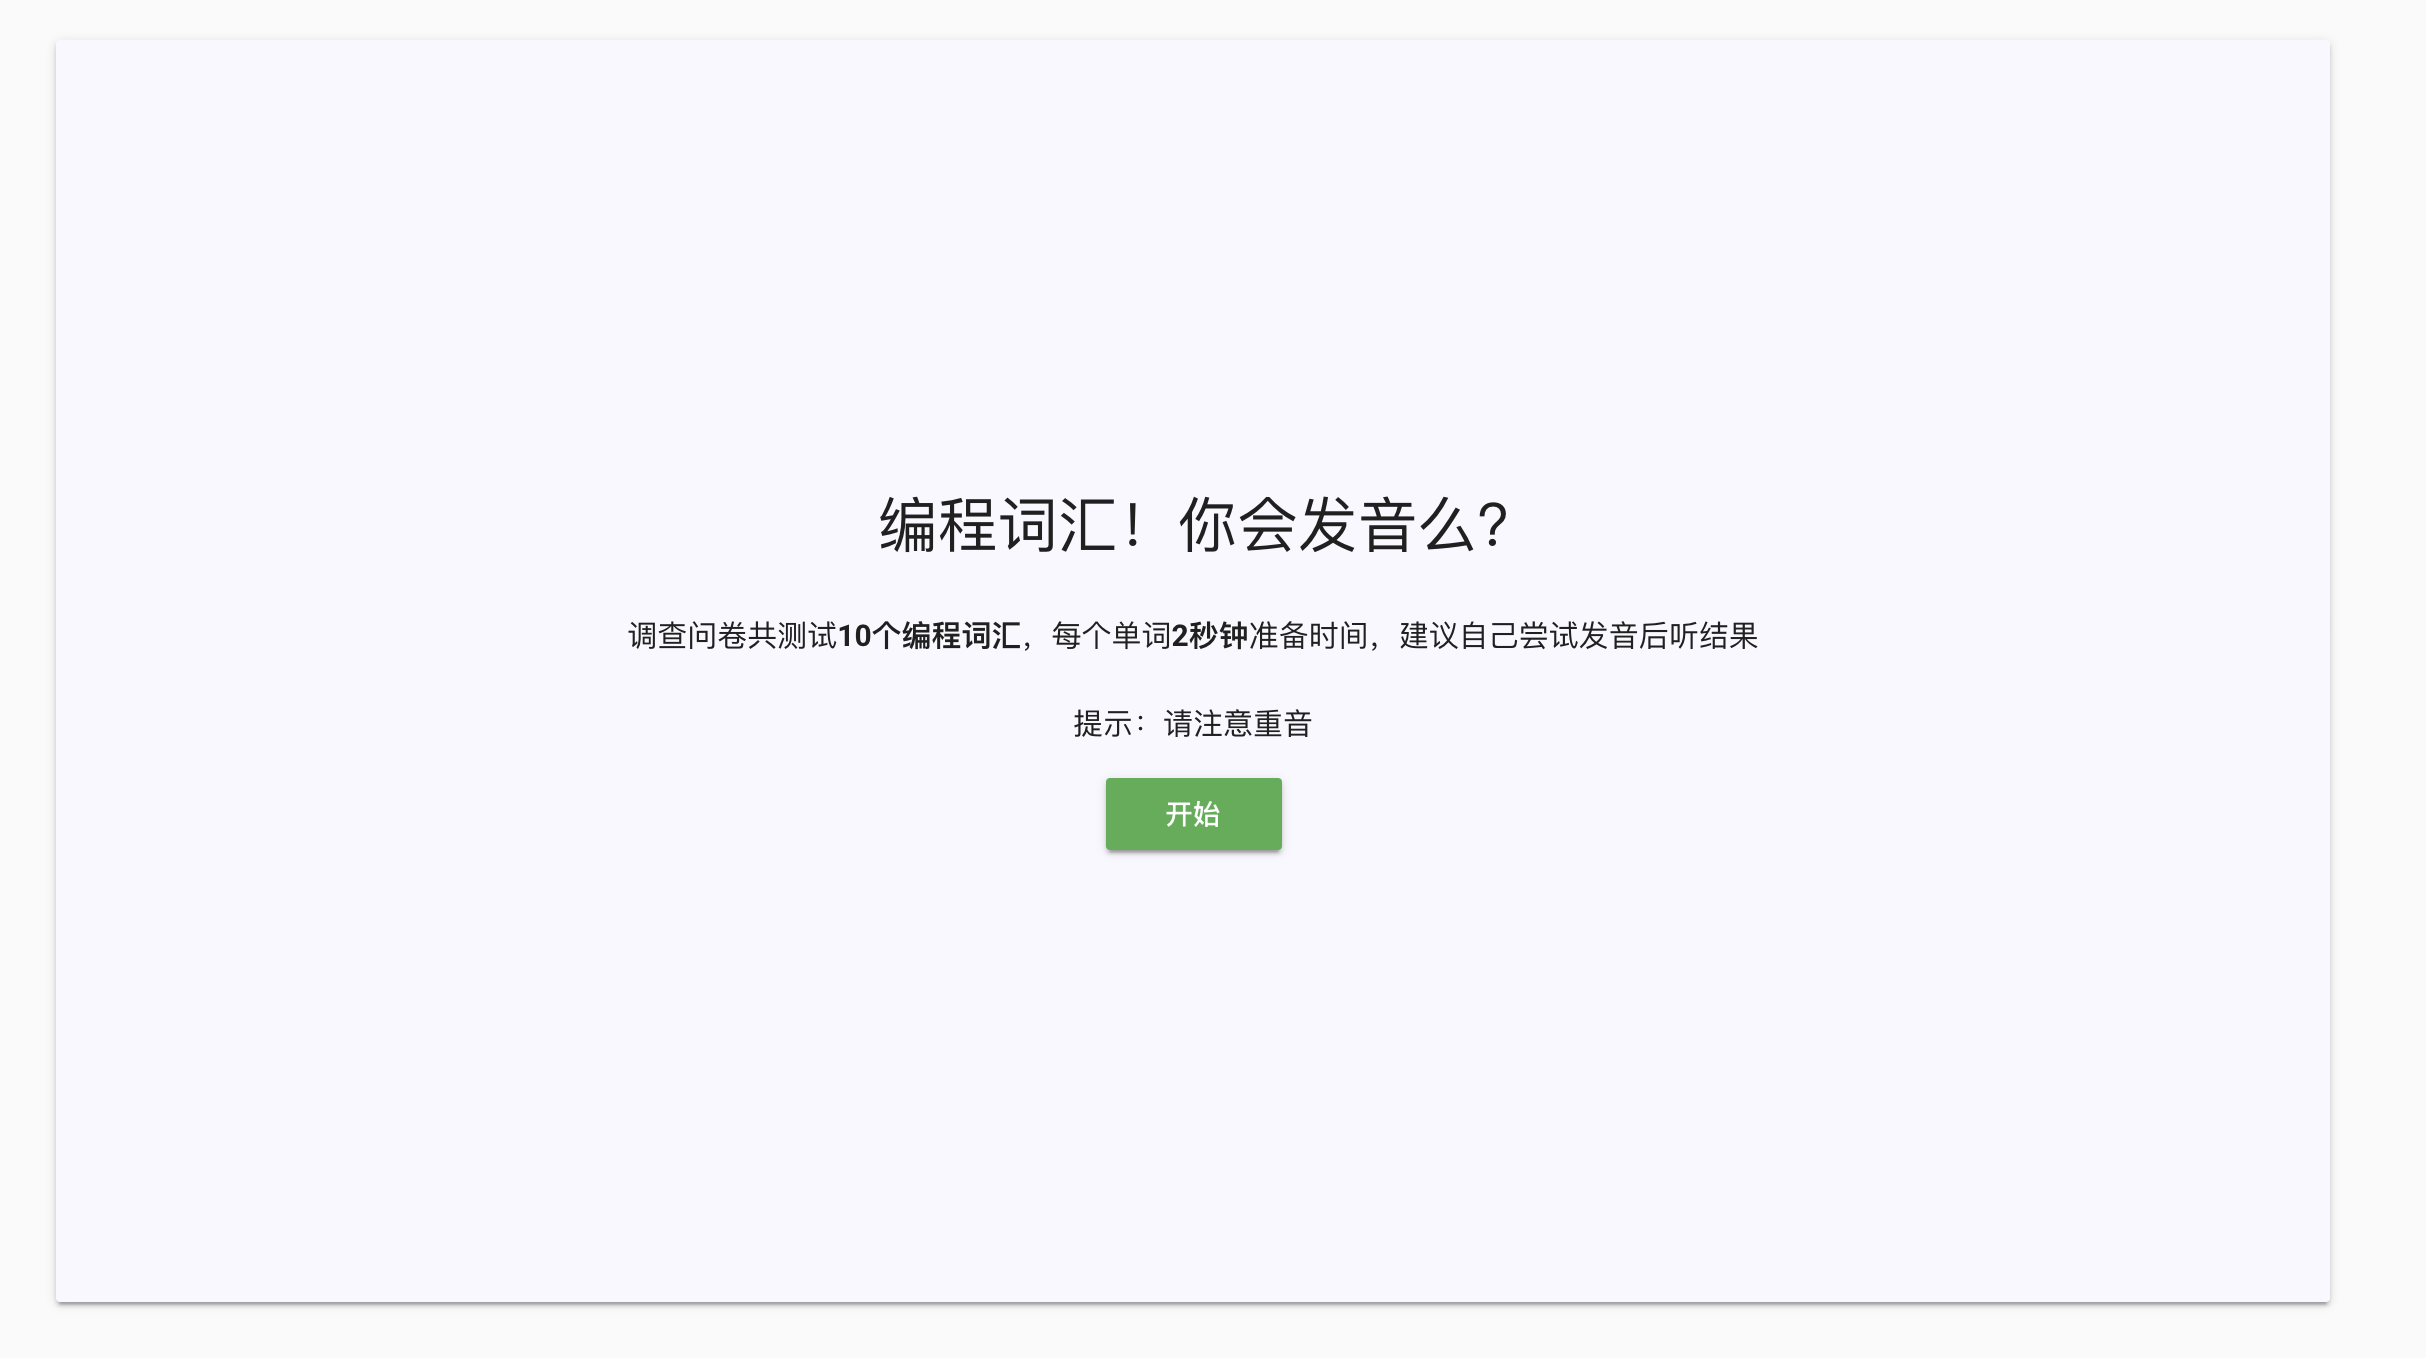 编程词汇！你会发音么?
调查问卷共测试10个编程词汇，每个单词2秒钟准备时间，建议自己尝试发音后听结果
提示：请注意重音
开始